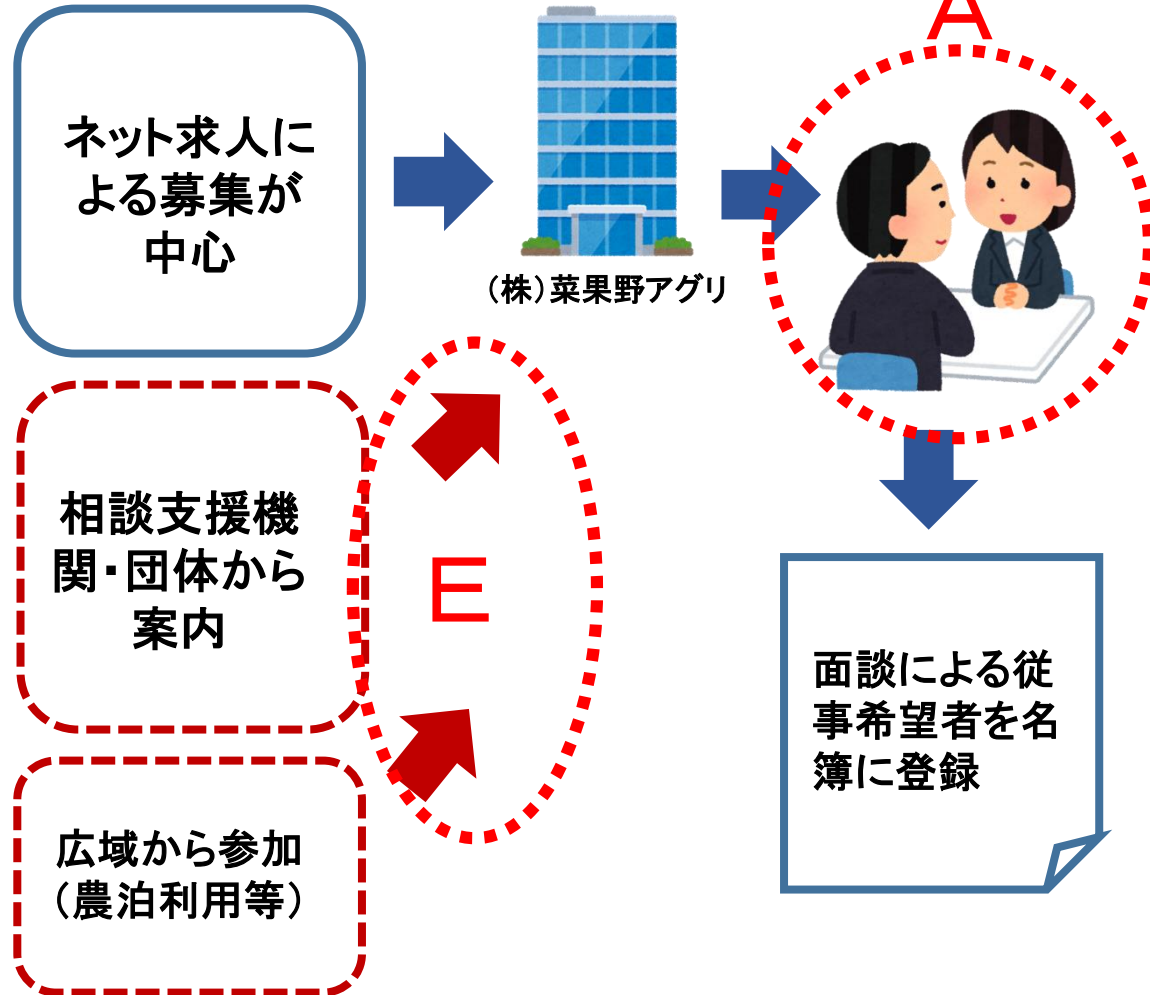 A
ネット求人に
よる募集が
中心
(株)菜果野アグリ
相談支援機
関・団体から
案内
E
広域から参加
(農泊利用等)
面談による従
事希望者を名
簿に登録